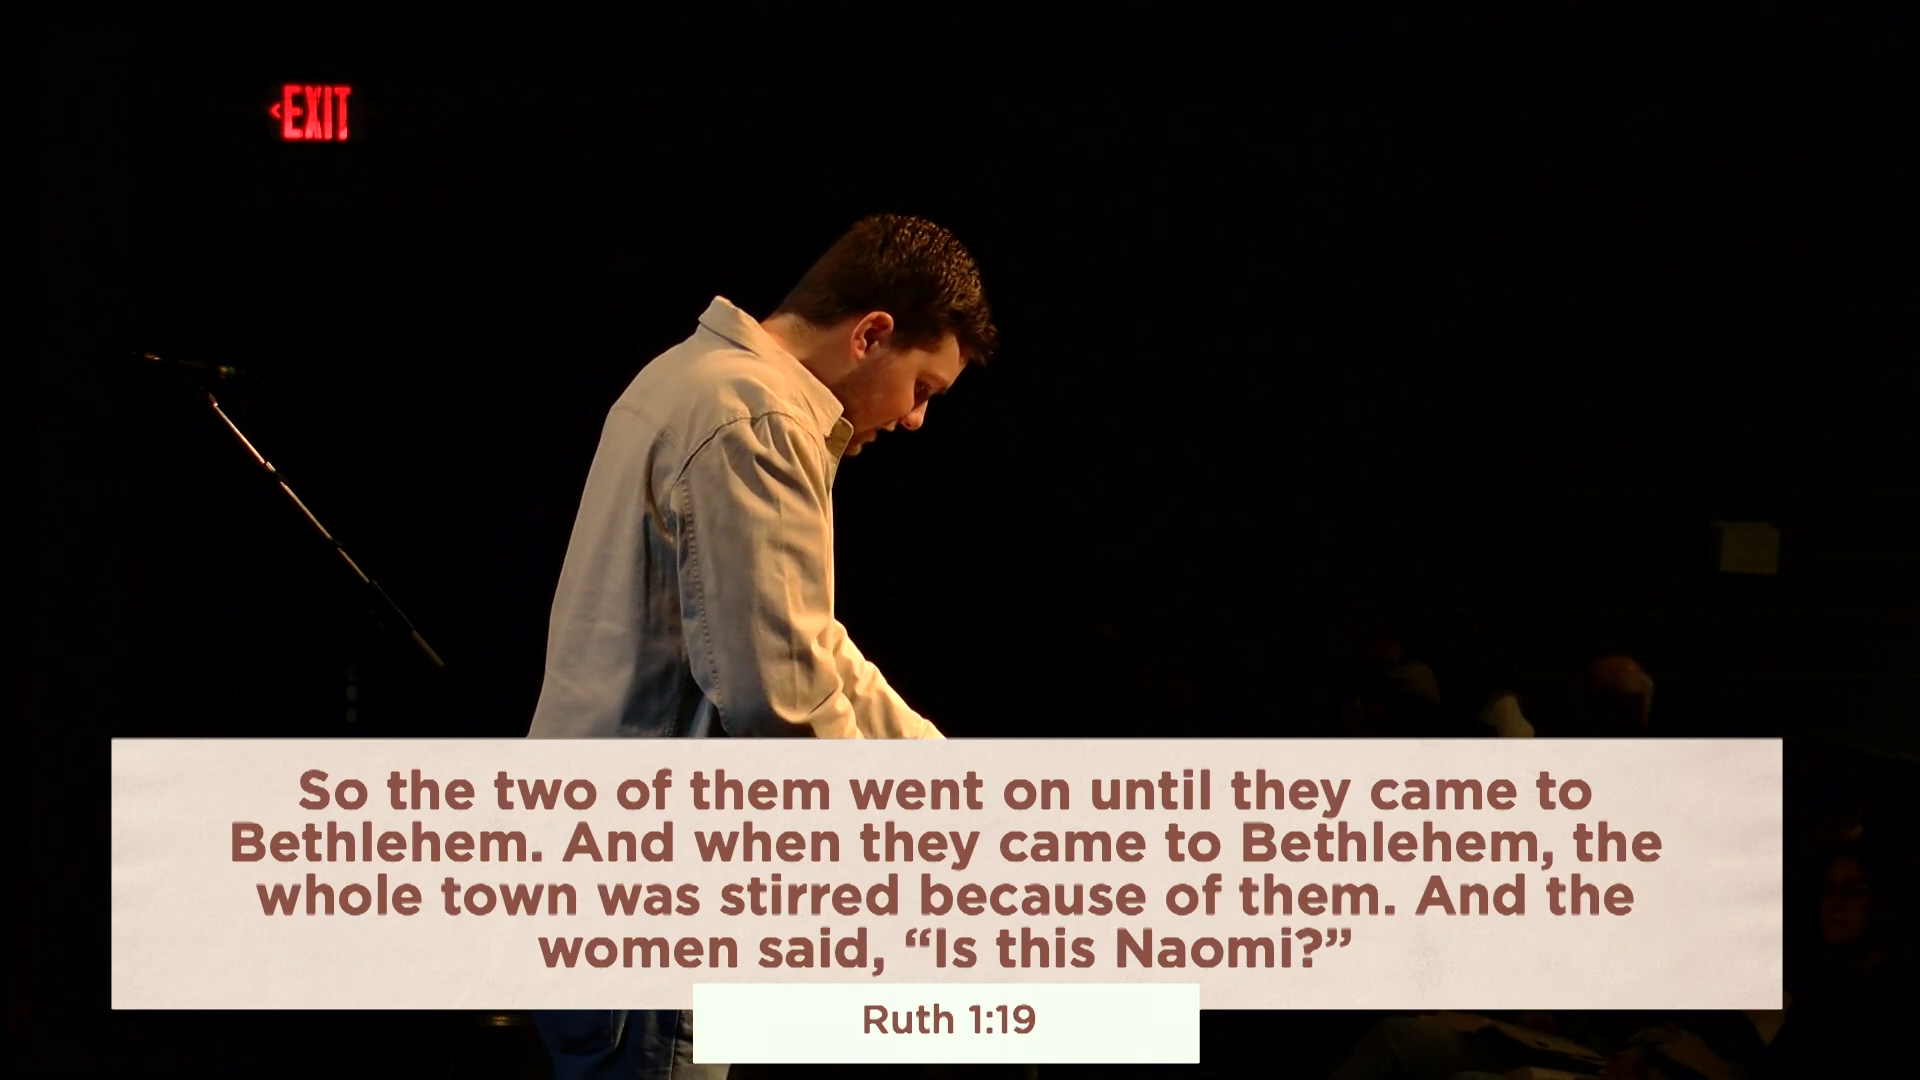 <EXIT
So the two of them went on until they came to
Bethlehem. And when they came to Bethlehem, the
whole town was stirred because of them. And the
women said, “Is this Naomi?”
Ruth 1:19